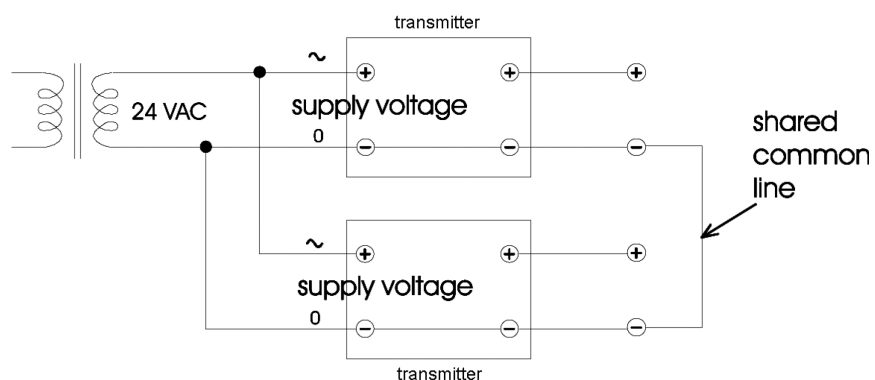 transmitter
~
+ + +
24 VAC
supply voltage
0
− − −
shared
common
line
~
+ + +
supply voltage
0
− − −
transmitter